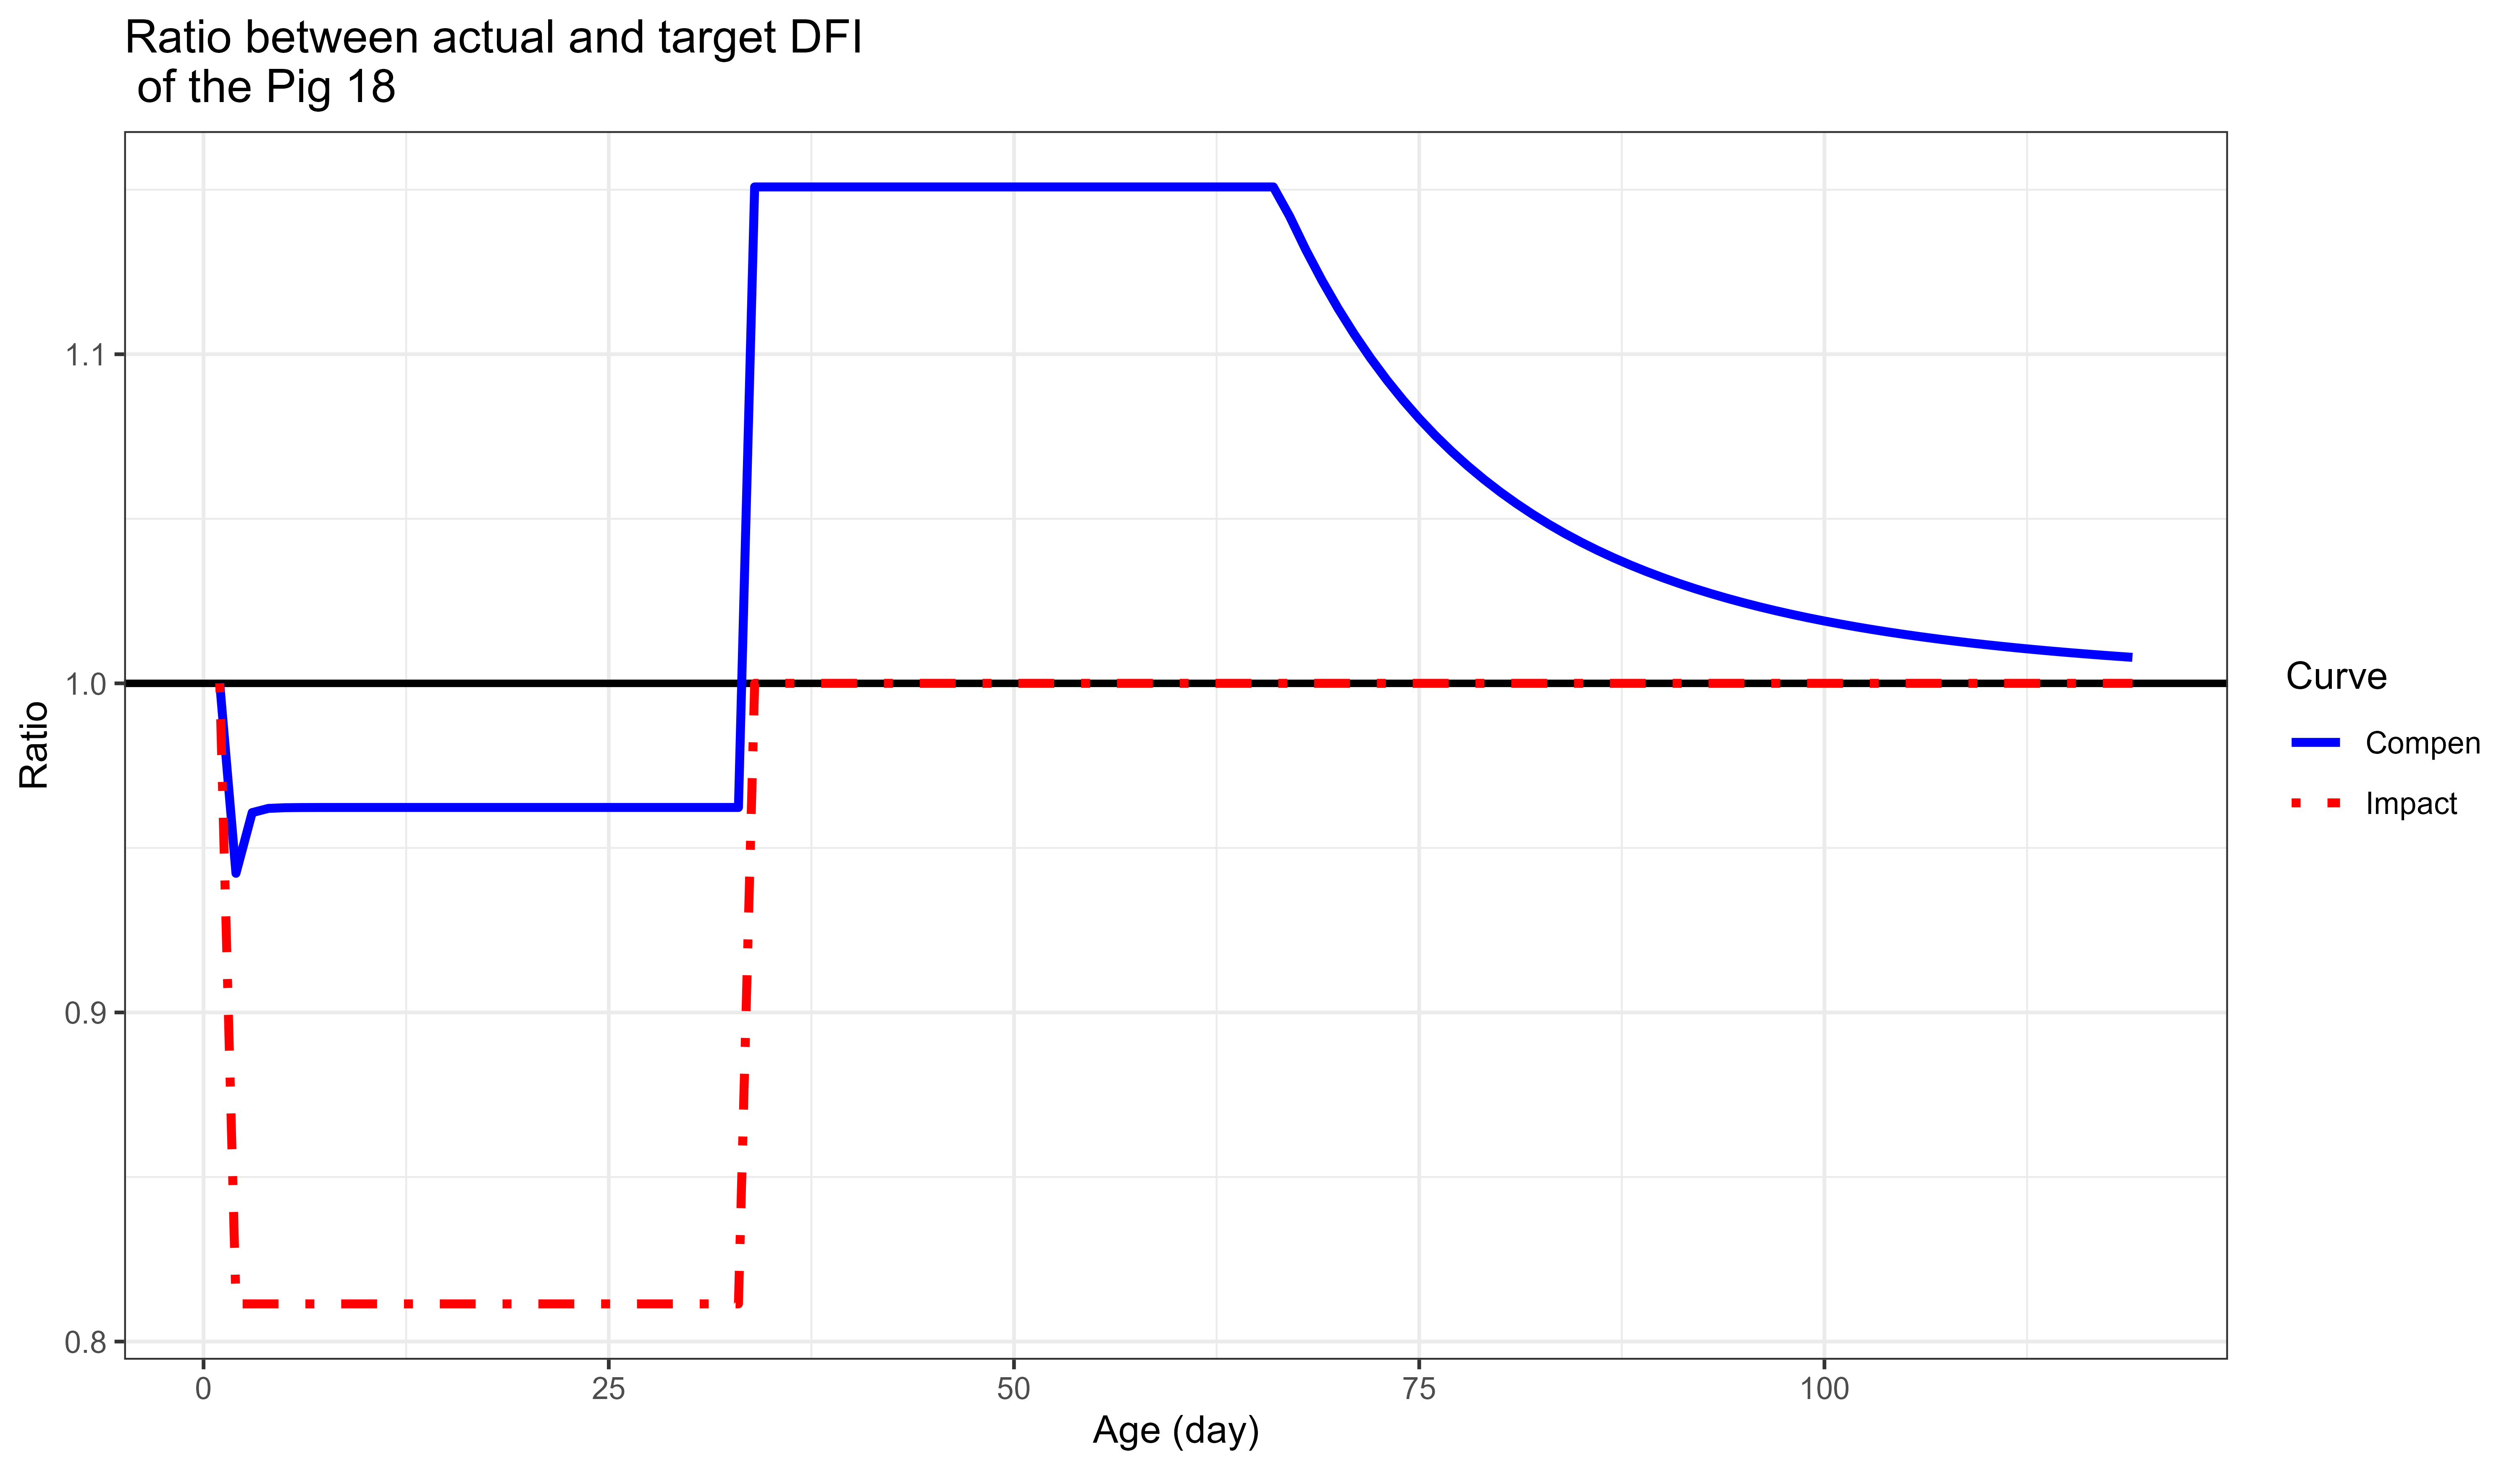 Ratio between actual and target DFI
of the Pig 18
1.1
1.0
0.9
0.8
Ratio
0
25
50
75
100
Age (day)
Curve
Compen
Impact